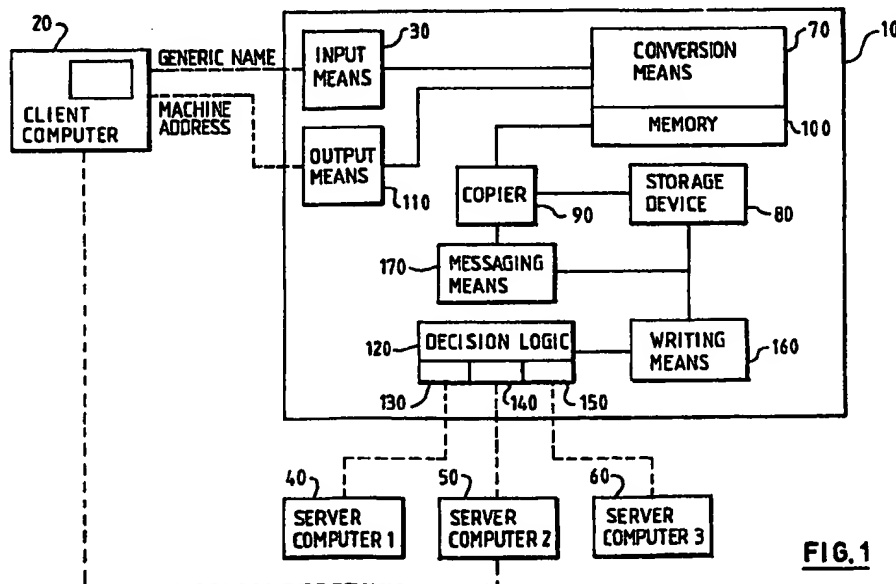 20
CLIENT
COMPUTER
GENERIC NAME
MACHINE
ADDRESS
30
INPUT
MEANS
OUTPUT
MEANS
110
70
CONVERSION
MEANS
MEMORY
100
10
COPIER
90
STORAGE
DEVICE
80
170
MESSAGING
MEANS
120
DECISION LOGIC
130
140
150
WRITING
MEANS
160
40
SERVER
COMPUTER 1
50
SERVER
COMPUTER 2
60
SERVER
COMPUTER 3
FIG.1